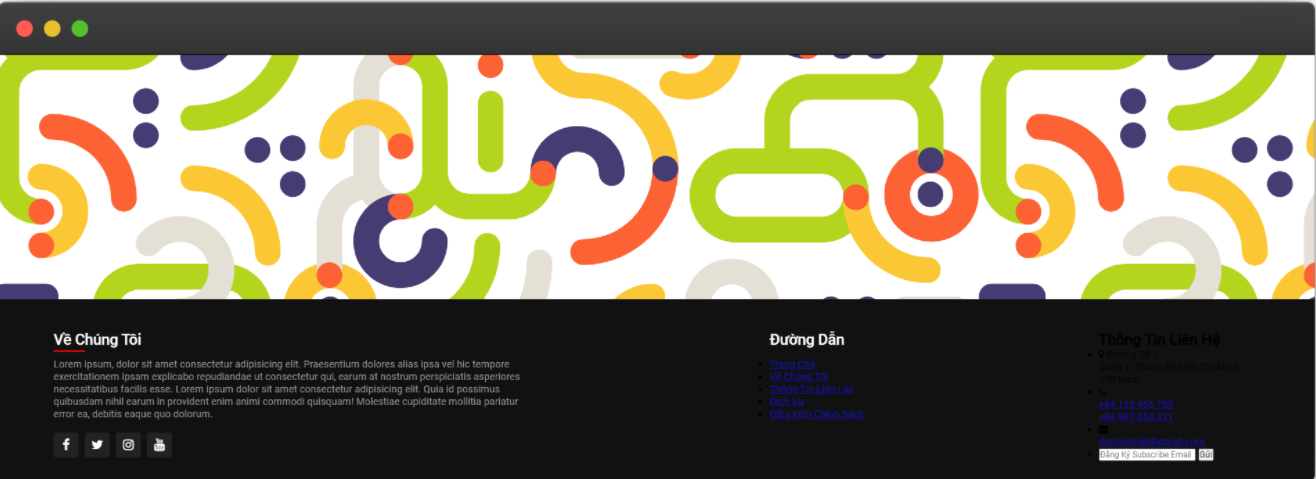 Về Chúng Tôi
Lorem ipsum, dolor sit amet consectetur adipisicing elit. Praesentium dolores alias ipsa vel hic tempore
exercitationem ipsam explicabo repudiandae ut consectetur qui, earum at nostrum perspiciatis asperiores
necessitatibus facilis esse. Lorem ipsum dolor sit amet consectetur adipisicing elit. Quia id possimus
quibusdam nihil earum in provident enim animi commodi quisquam! Molestiae cupiditate mollitia pariatur
error ea, debitis eaque quo dolorum.
You
Đường Dẫn
Trang Chủ
Về Chúng Tôi
Thông Tin Liên Lạc
Dịch Vụ
Điều Kiện Chính Sách
Thông Tin Liên Hệ
Đường Số 1
Quận 1, Thành Phố Hồ Chí Minh
Việt Nam
+84 123 456 789
+84 987 654 321
diachiemail@gmail.com
Đăng Ký Subscribe Email Gửi